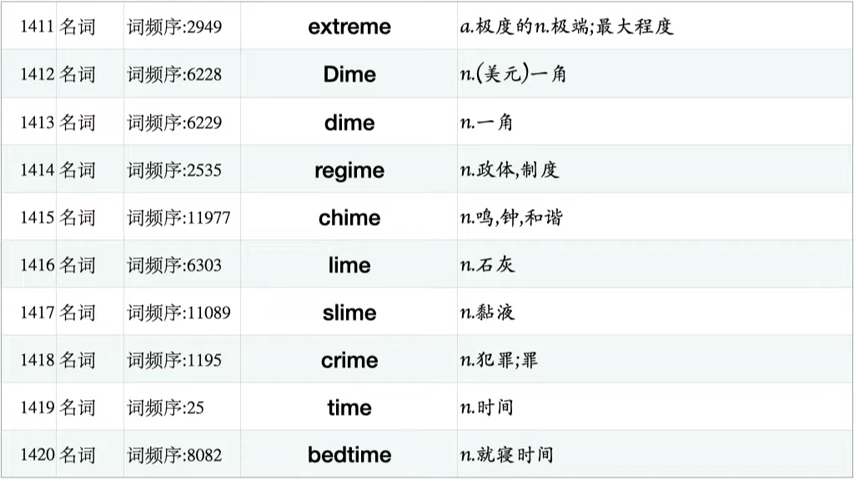 1411 名词 词频序:2949 extreme a.极度的n.极端;最大程度
1412 名词 词频序:6228 Dime n.(美元)一角
1413 名词 词频序:6229 dime n.一角
1414 名词 词频序:2535 regime n.政体,制度
1415 名词 词频序:11977 chime n.鸣,钟,和谐
1416 名词 词频序:6303 lime n.石灰
1417 名词 词频序:11089 slime n.黏液
1418 名词 词频序:1195 crime n.犯罪;罪
1419 名词 词频序:25 time n.时间
1420 名词 词频序:8082 bedtime n.就寝时间